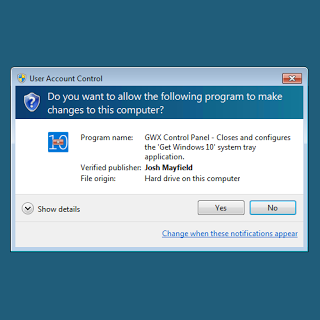 User Account Control
Do you want to allow the following program to make
changes to this computer?
10
Program name: GWX Control Panel - Closes and configures
the 'Get Windows 10' system tray
application.
Verified publisher: Josh Mayfield
File origin: Hard drive on this computer
Show details
Yes No
Change when these notifications appear